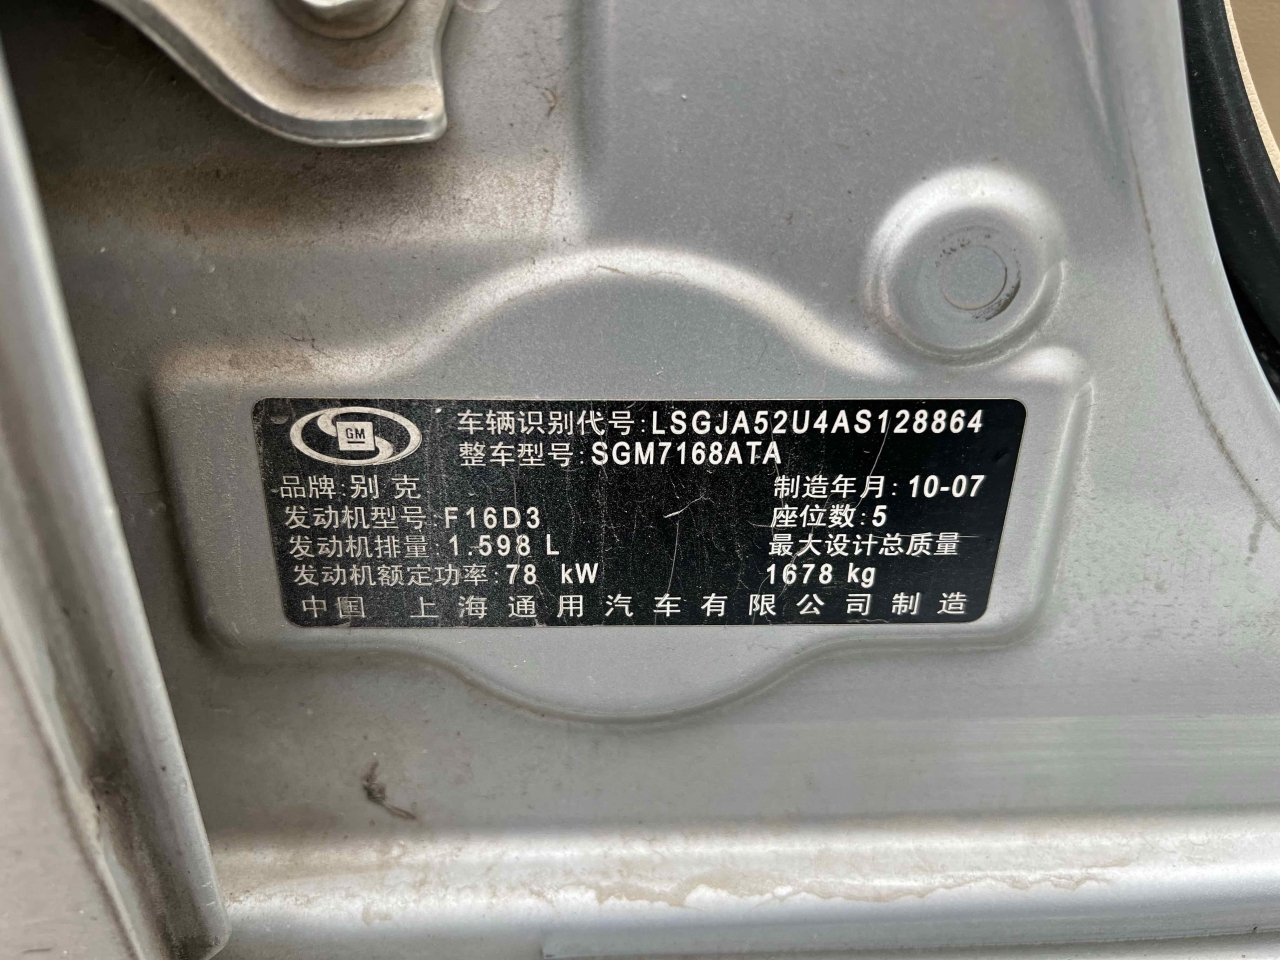 车辆识别代号:LSGJA52U4AS128864
GM
整车型号:SGM7168ATA
品牌:别克 制造年月:10-07
发动机型号:F16D3 座位数:5
发动机排量:1.598 L 最大设计总质量
发动机额定功率:78 kW 1678 kg
中国 上海通用汽车有限公司制造